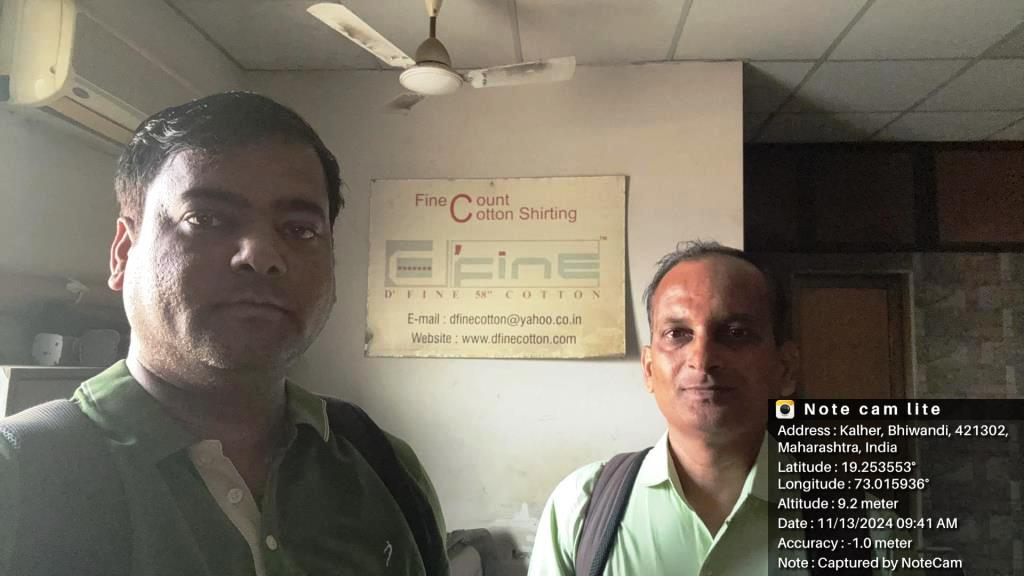 Fine Count
Cotton Shirting
D'fine™
D' FINE 58" COTTON
E-mail : dfinecotton@yahoo.co.in
Website : www.dfinecotton.com
Note cam lite
Address : Kalher, Bhiwandi, 421302,
Maharashtra, India
Latitude : 19.253553°
Longitude : 73.015936°
Altitude : 9.2 meter
Date : 11/13/2024 09:41 AM
Accuracy : -1.0 meter
Note : Captured by NoteCam